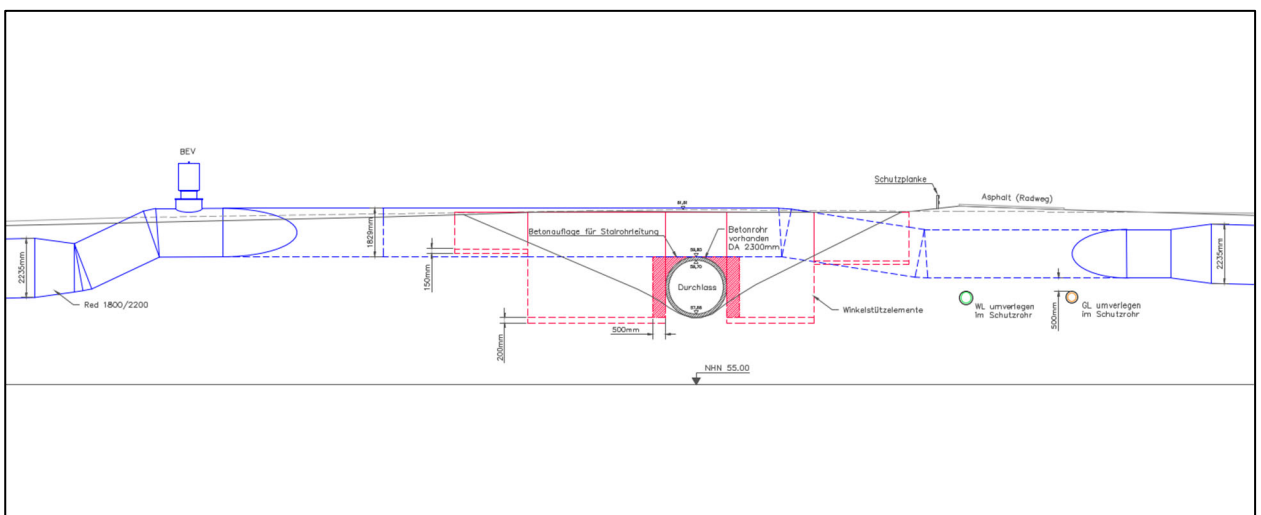 BEV
Schutzplanke
Asphalt (Radweg)
1829mm
Betonauflage für Stalrohrleitung
Betonrohr
vorhanden
DA 2300mm
2235mm
2235mm
150mm
Durchlass
Red 1800/2200
WL umverlegen
im Schutzrohr
GL umverlegen
im Schutzrohr
500mm
Winkelstützelemente
500mm
200mm
NHN 55.00